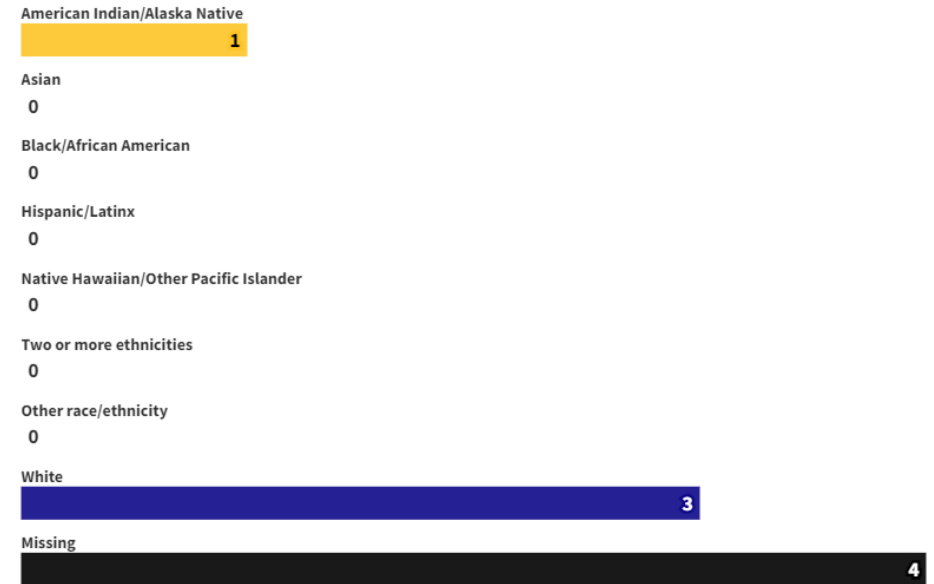 American Indian/Alaska Native
1
Asian
0
Black/African American
0
Hispanic/Latinx
0
Native Hawaiian/Other Pacific Islander
0
Two or more ethnicities
0
Other race/ethnicity
0
White
3
Missing
4